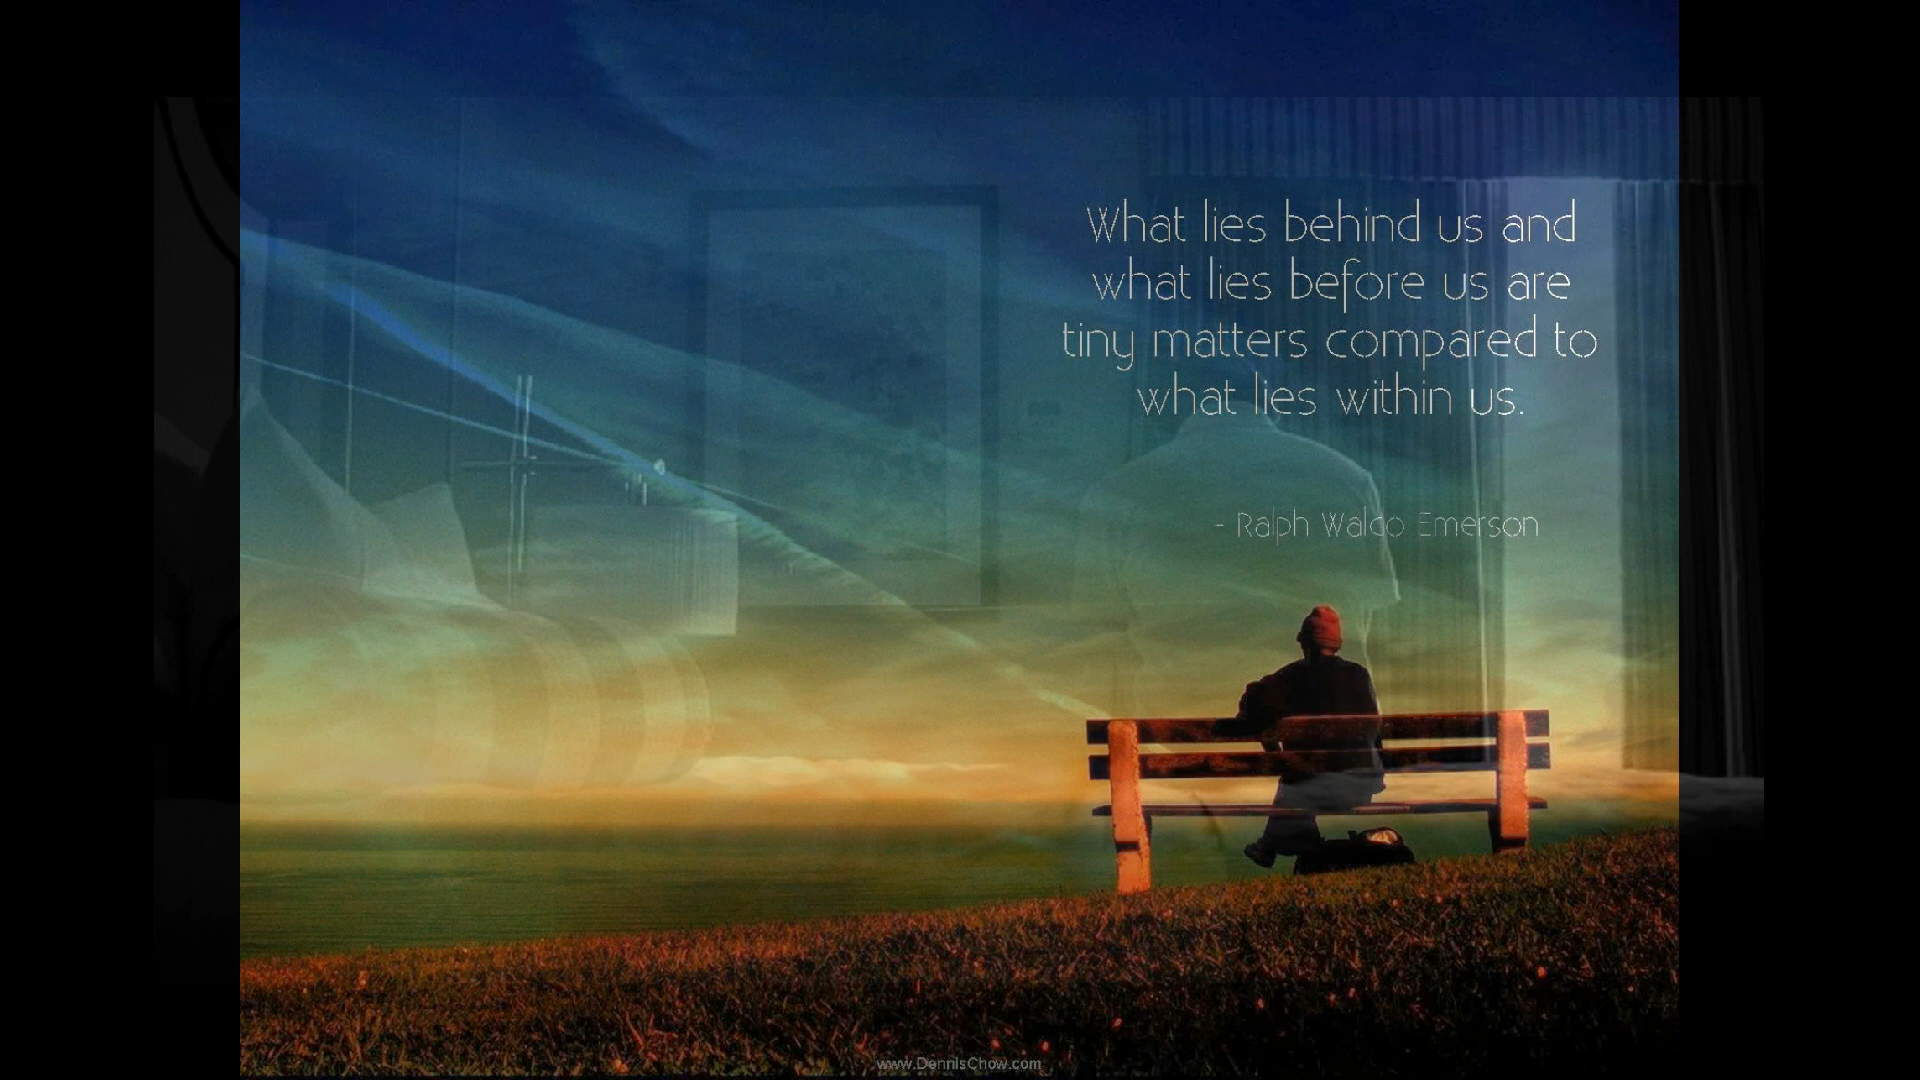 What lies behind us and
what lies before us are
tiny matters compared to
what lies within us.
- Ralph Waldo Emerson
www.DennisChow.com